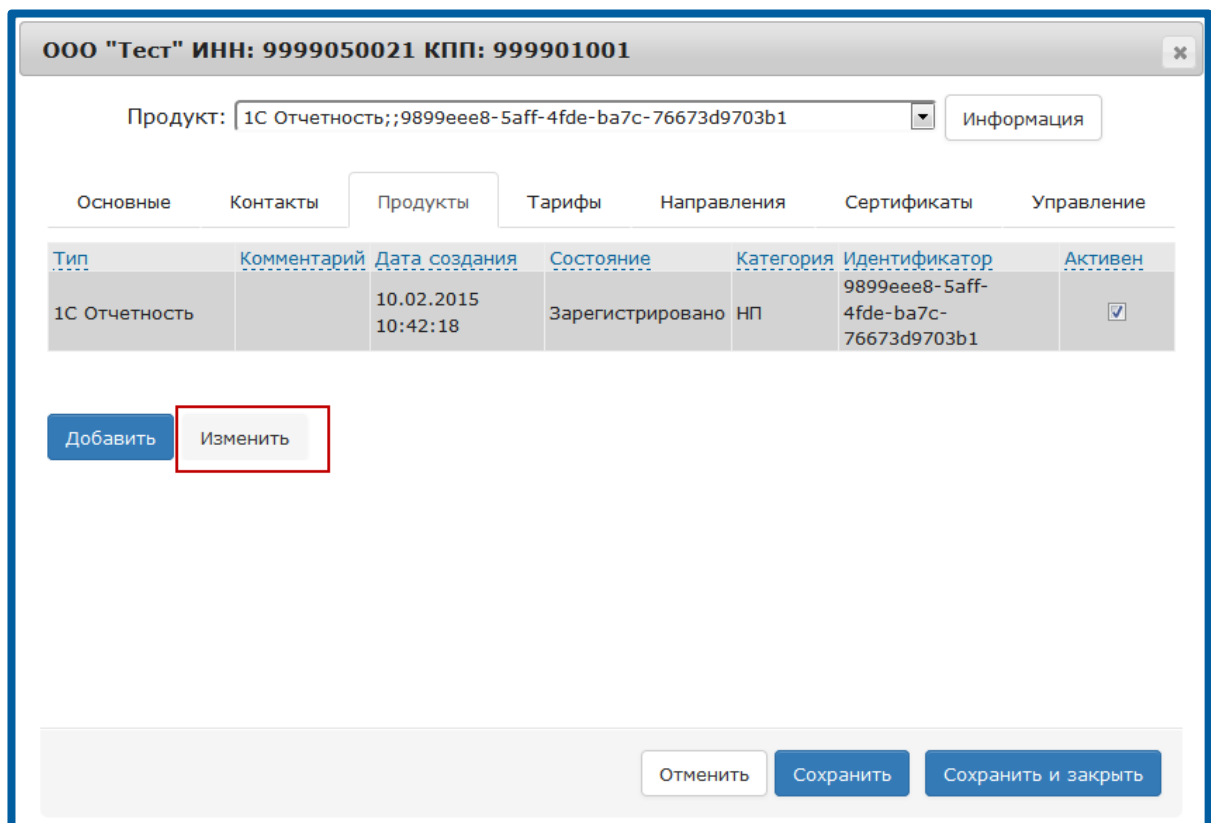 ООО "Тест" ИНН: 9999050021 КПП: 999901001
Продукт: 1С Отчетность;;9899eee8-5aff-4fde-ba7c-76673d9703b1 Информация
Основные Контакты Продукты Тарифы Направления Сертификаты Управление
Тип Комментарий Дата создания Состояние Категория Идентификатор Активен
1С Отчетность 10.02.2015 10:42:18 Зарегистрировано НП 9899eee8-5aff-4fde-ba7c-76673d9703b1
Добавить Изменить
Отменить Сохранить Сохранить и закрыть